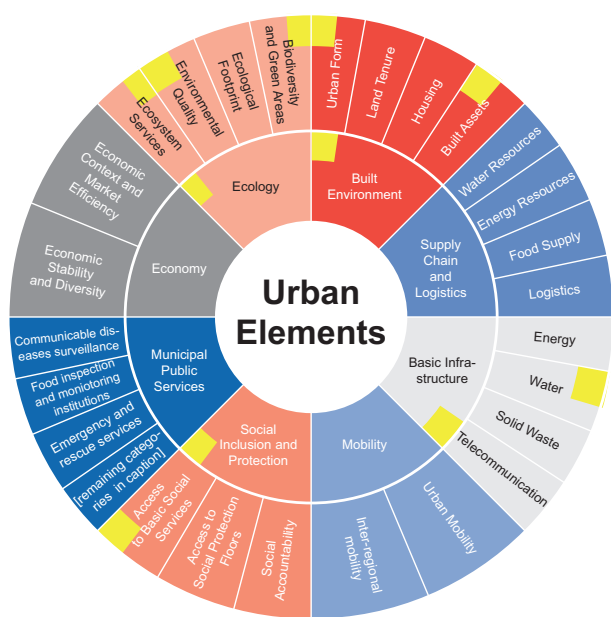 Urban
Elements
Built
Environment
Urban Form
Land Tenure
Housing
Built Assets
Supply
Chain
and
Logistics
Water Resources
Energy Resources
Food Supply
Logistics
Basic Infra-
structure
Energy
Water
Solid Waste
Telecommunication
Mobility
Urban Mobility
Inter-regional
mobility
Social
Inclusion and
Protection
Social
Accountability
Access to
Social Protection
Floors
Access
to Basic Social
Services
Municipal
Public
Services
[remaining catego-
ries in caption]
Emergency and
rescue services
Food inspection
and moniotoring
institutions
Communicable dis-
eases surveillance
Economy
Economic
Stability
and Diversity
Economic
Context and
Market
Efficiency
Ecology
Ecosystem
Services
Environmental
Quality
Ecological
Footprint
Biodiversity
and Green Areas